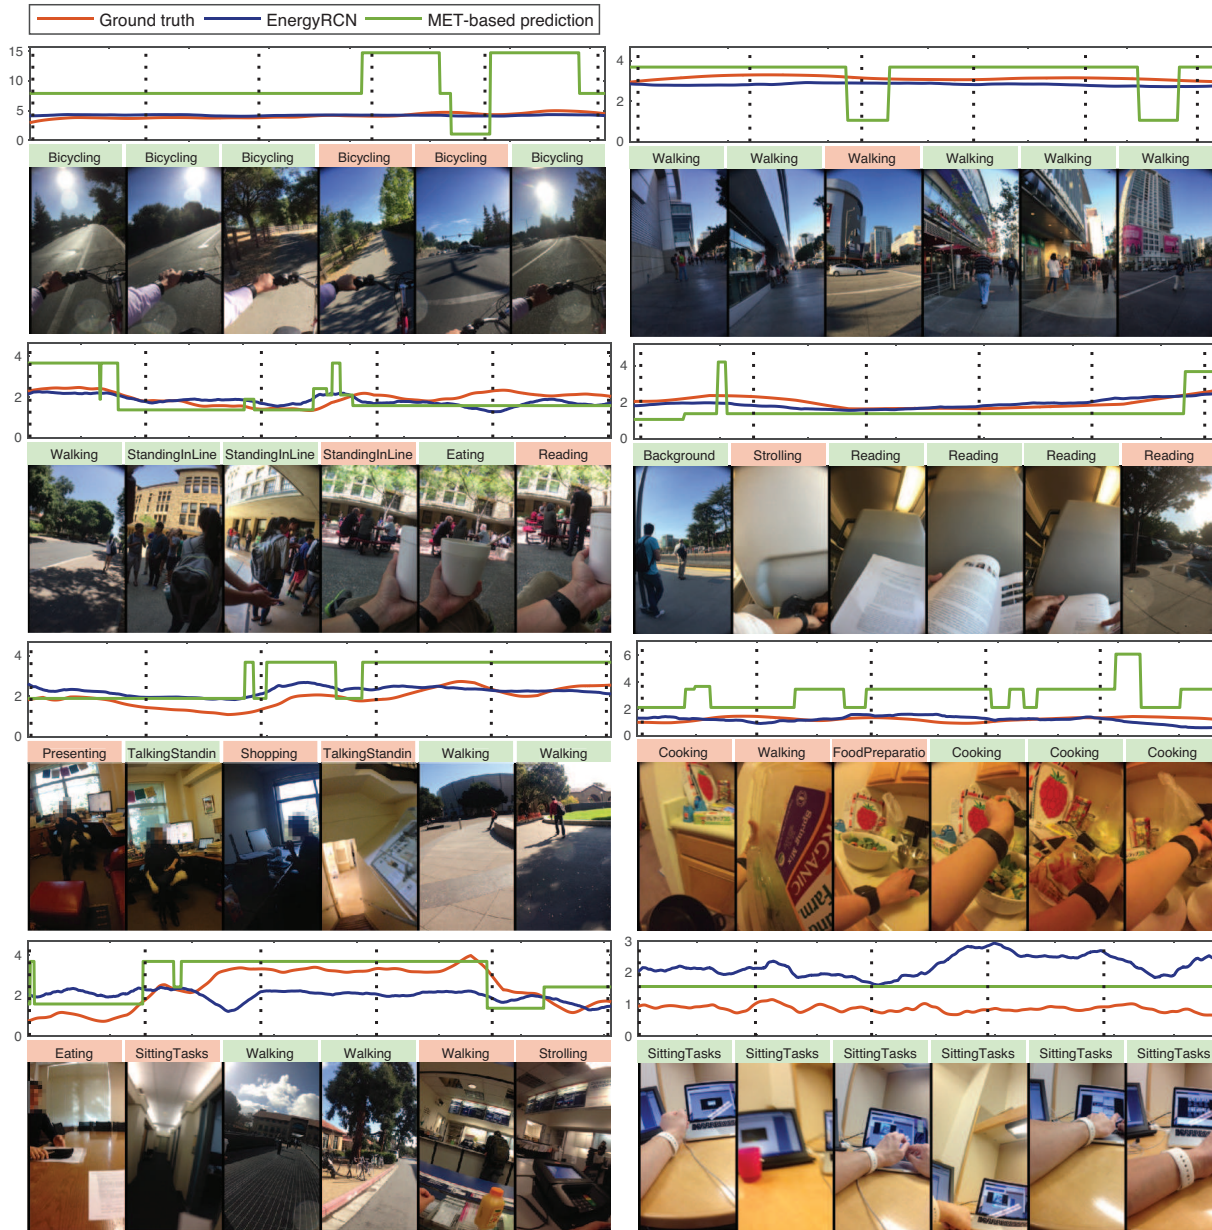 Ground truth EnergyRCN MET-based prediction
15
10
5
0
4
2
0
Bicycling Bicycling Bicycling Bicycling Bicycling Bicycling
Walking Walking Walking Walking Walking Walking
4
2
0
4
2
0
Walking StandingInLine StandingInLine StandingInLine Eating Reading
Background Strolling Reading Reading Reading Reading
4
2
0
6
4
2
0
Presenting TalkingStandin Shopping TalkingStandin Walking Walking
Cooking Walking FoodPreparatio Cooking Cooking Cooking
Spring Mix
RGANIC
Farm
4
2
0
3
2
1
0
Eating SittingTasks Walking Walking Walking Strolling
SittingTasks SittingTasks SittingTasks SittingTasks SittingTasks SittingTasks